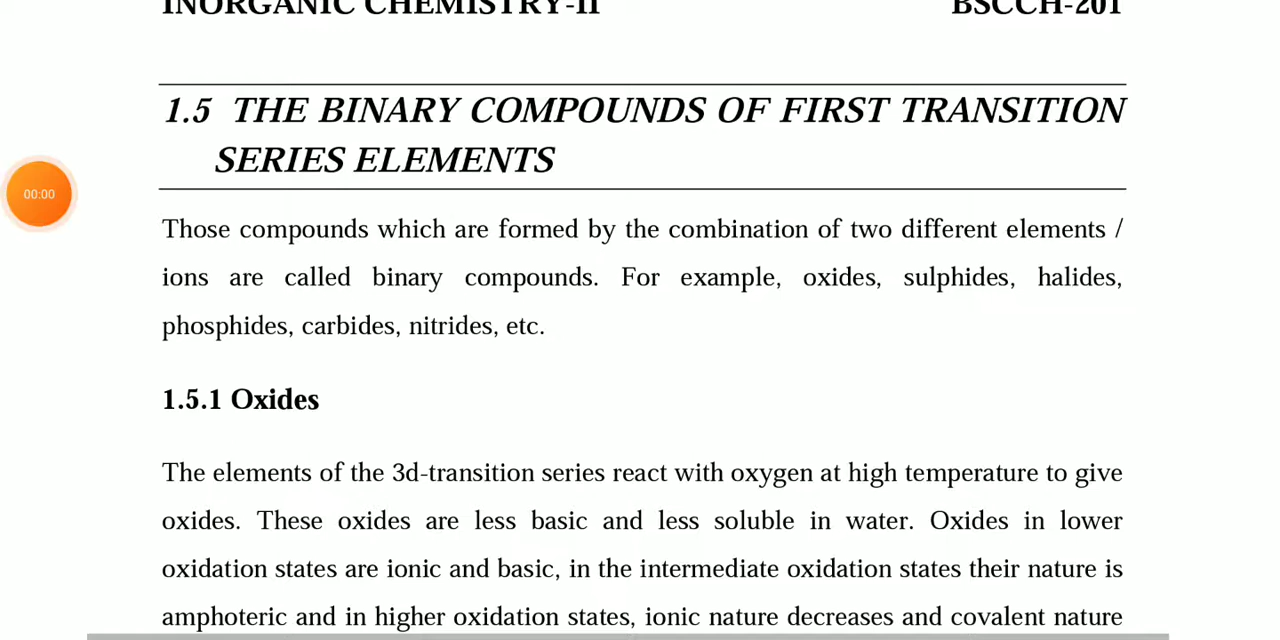 INORGANIC CHEMISTRY-II BSCCH-201
1.5 THE BINARY COMPOUNDS OF FIRST TRANSITION
SERIES ELEMENTS
00:00
Those compounds which are formed by the combination of two different elements /
ions are called binary compounds. For example, oxides, sulphides, halides,
phosphides, carbides, nitrides, etc.
1.5.1 Oxides
The elements of the 3d-transition series react with oxygen at high temperature to give
oxides. These oxides are less basic and less soluble in water. Oxides in lower
oxidation states are ionic and basic, in the intermediate oxidation states their nature is
amphoteric and in higher oxidation states, ionic nature decreases and covalent nature